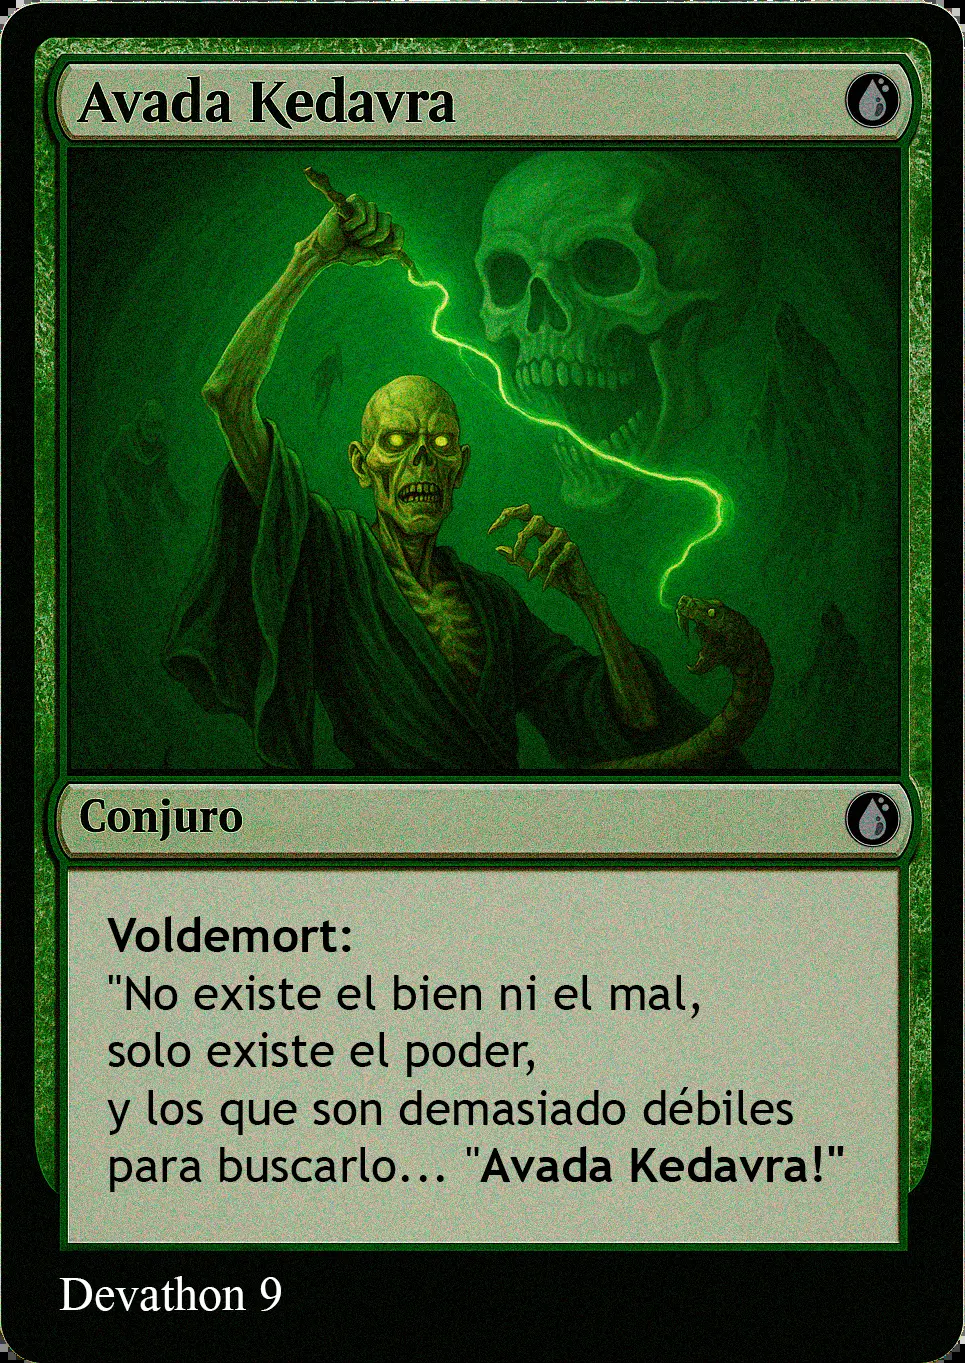 Avada Kedavra
Conjuro
Voldemort:
"No existe el bien ni el mal,
solo existe el poder,
y los que son demasiado débiles
para buscarlo... "Avada Kedavra!"
Devathon 9